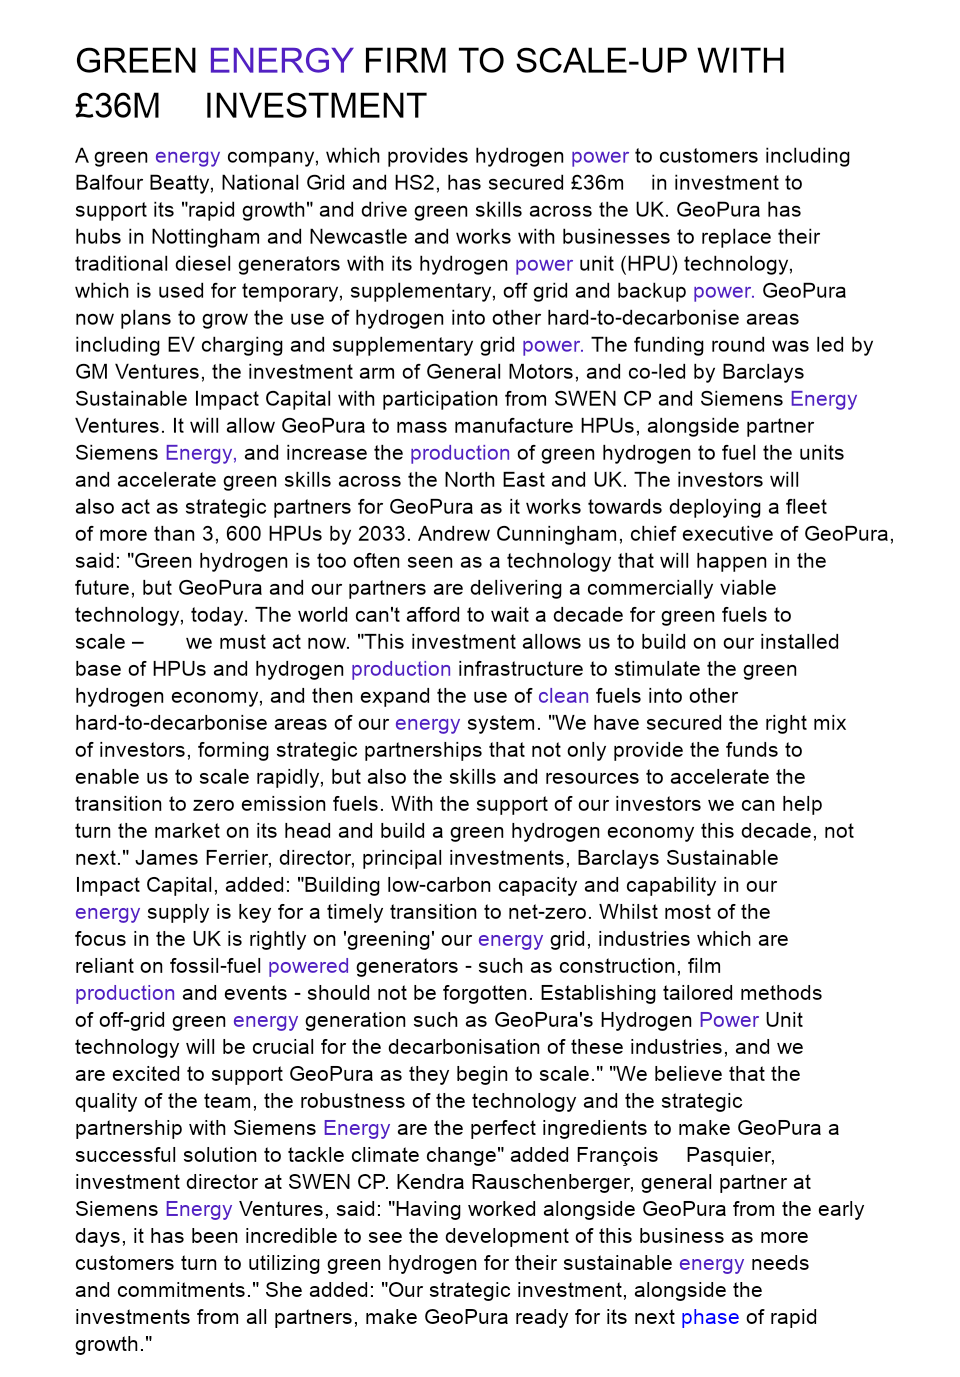 GREEN ENERGY FIRM TO SCALE-UP WITH
£36M INVESTMENT
A green energy company, which provides hydrogen power to customers including
Balfour Beatty, National Grid and HS2, has secured £36m in investment to
support its "rapid growth" and drive green skills across the UK. GeoPura has
hubs in Nottingham and Newcastle and works with businesses to replace their
traditional diesel generators with its hydrogen power unit (HPU) technology,
which is used for temporary, supplementary, off grid and backup power. GeoPura
now plans to grow the use of hydrogen into other hard-to-decarbonise areas
including EV charging and supplementary grid power. The funding round was led by
GM Ventures, the investment arm of General Motors, and co-led by Barclays
Sustainable Impact Capital with participation from SWEN CP and Siemens Energy
Ventures. It will allow GeoPura to mass manufacture HPUs, alongside partner
Siemens Energy, and increase the production of green hydrogen to fuel the units
and accelerate green skills across the North East and UK. The investors will
also act as strategic partners for GeoPura as it works towards deploying a fleet
of more than 3, 600 HPUs by 2033. Andrew Cunningham, chief executive of GeoPura,
said: "Green hydrogen is too often seen as a technology that will happen in the
future, but GeoPura and our partners are delivering a commercially viable
technology, today. The world can't afford to wait a decade for green fuels to
scale – we must act now. "This investment allows us to build on our installed
base of HPUs and hydrogen production infrastructure to stimulate the green
hydrogen economy, and then expand the use of clean fuels into other
hard-to-decarbonise areas of our energy system. "We have secured the right mix
of investors, forming strategic partnerships that not only provide the funds to
enable us to scale rapidly, but also the skills and resources to accelerate the
transition to zero emission fuels. With the support of our investors we can help
turn the market on its head and build a green hydrogen economy this decade, not
next." James Ferrier, director, principal investments, Barclays Sustainable
Impact Capital, added: "Building low-carbon capacity and capability in our
energy supply is key for a timely transition to net-zero. Whilst most of the
focus in the UK is rightly on 'greening' our energy grid, industries which are
reliant on fossil-fuel powered generators - such as construction, film
production and events - should not be forgotten. Establishing tailored methods
of off-grid green energy generation such as GeoPura's Hydrogen Power Unit
technology will be crucial for the decarbonisation of these industries, and we
are excited to support GeoPura as they begin to scale." "We believe that the
quality of the team, the robustness of the technology and the strategic
partnership with Siemens Energy are the perfect ingredients to make GeoPura a
successful solution to tackle climate change" added François Pasquier,
investment director at SWEN CP. Kendra Rauschenberger, general partner at
Siemens Energy Ventures, said: "Having worked alongside GeoPura from the early
days, it has been incredible to see the development of this business as more
customers turn to utilizing green hydrogen for their sustainable energy needs
and commitments." She added: "Our strategic investment, alongside the
investments from all partners, make GeoPura ready for its next phase of rapid
growth."